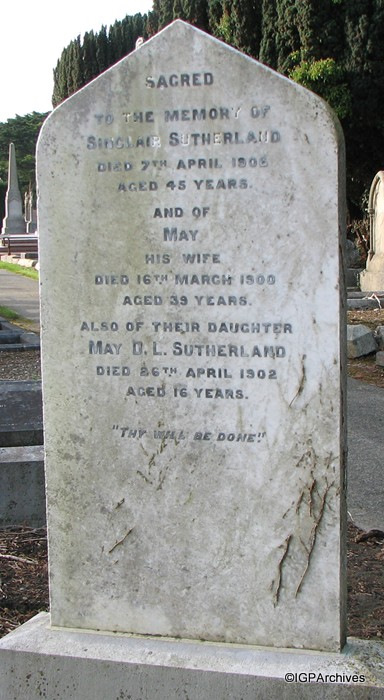 SACRED
TO THE MEMORY OF
SINCLAIR SUTHERLAND
DIED 7TH APRIL 1905
AGED 45 YEARS.
AND OF
MAY
HIS WIFE
DIED 16TH MARCH 1900
AGED 39 YEARS.
ALSO OF THEIR DAUGHTER
MAY D. L. SUTHERLAND
DIED 26TH APRIL 1902
AGED 16 YEARS.
"THY WILL BE DONE."
©IGPArchives